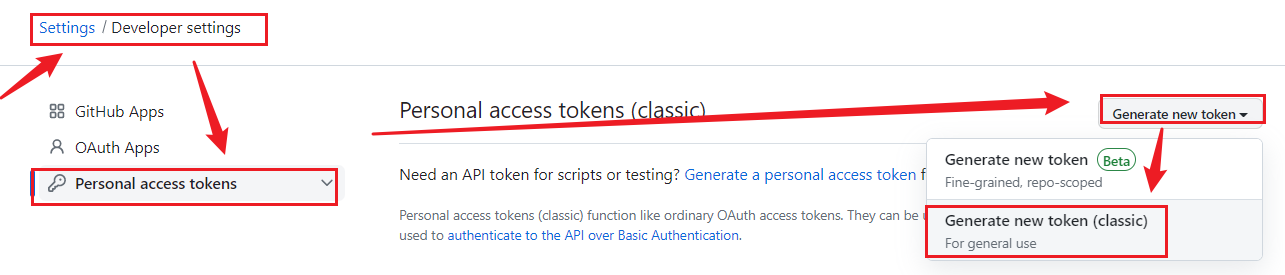 Settings / Developer settings
GitHub Apps
OAuth Apps
Personal access tokens
Personal access tokens (classic)
Generate new token
Need an API token for scripts or testing? Generate a personal access token f
Personal access tokens (classic) function like ordinary OAuth access tokens. They can be u
used to authenticate to the API over Basic Authentication.
Generate new token Beta
Fine-grained, repo-scoped
Generate new token (classic)
For general use